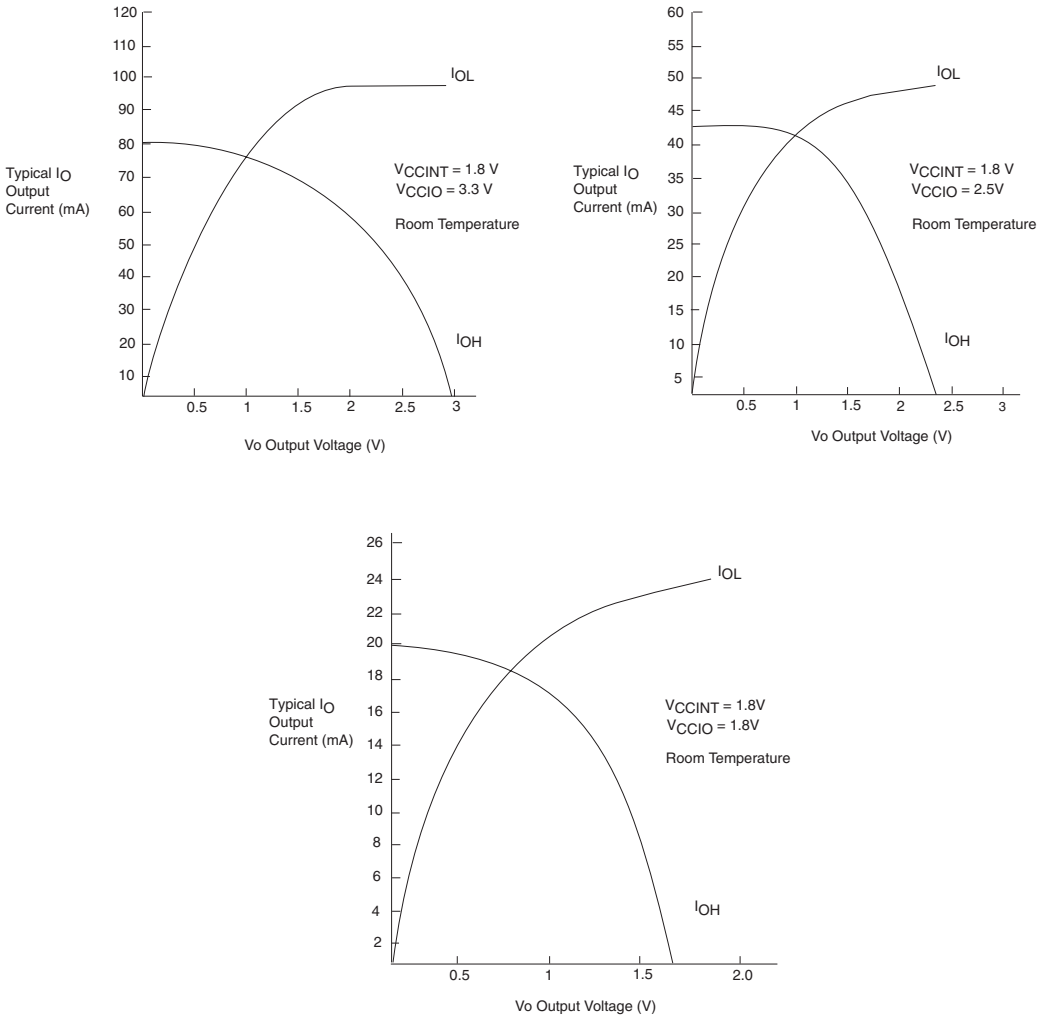 120
110
100
90
80
70
60
50
40
30
20
10
Typical IO
Output
Current (mA)
IOL
VCCINT = 1.8 V
VCCIO = 3.3 V
Room Temperature
IOH
0.5 1 1.5 2 2.5 3
Vo Output Voltage (V)
60
55
50
45
40
35
30
25
20
15
10
5
Typical IO
Output
Current (mA)
IOL
VCCINT = 1.8 V
VCCIO = 2.5V
Room Temperature
IOH
0.5 1 1.5 2 2.5 3
Vo Output Voltage (V)
26
24
22
20
18
16
14
12
10
8
6
4
2
Typical IO
Output
Current (mA)
IOL
VCCINT = 1.8V
VCCIO = 1.8V
Room Temperature
IOH
0.5 1 1.5 2.0
Vo Output Voltage (V)